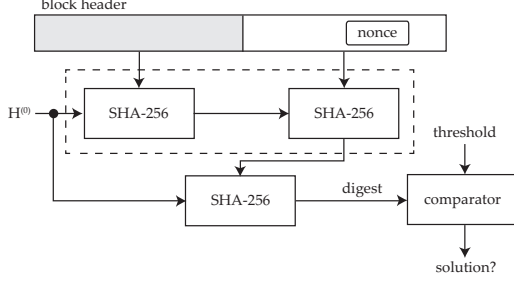 block header
nonce
H(0)
SHA-256
SHA-256
threshold
SHA-256
digest
comparator
solution?